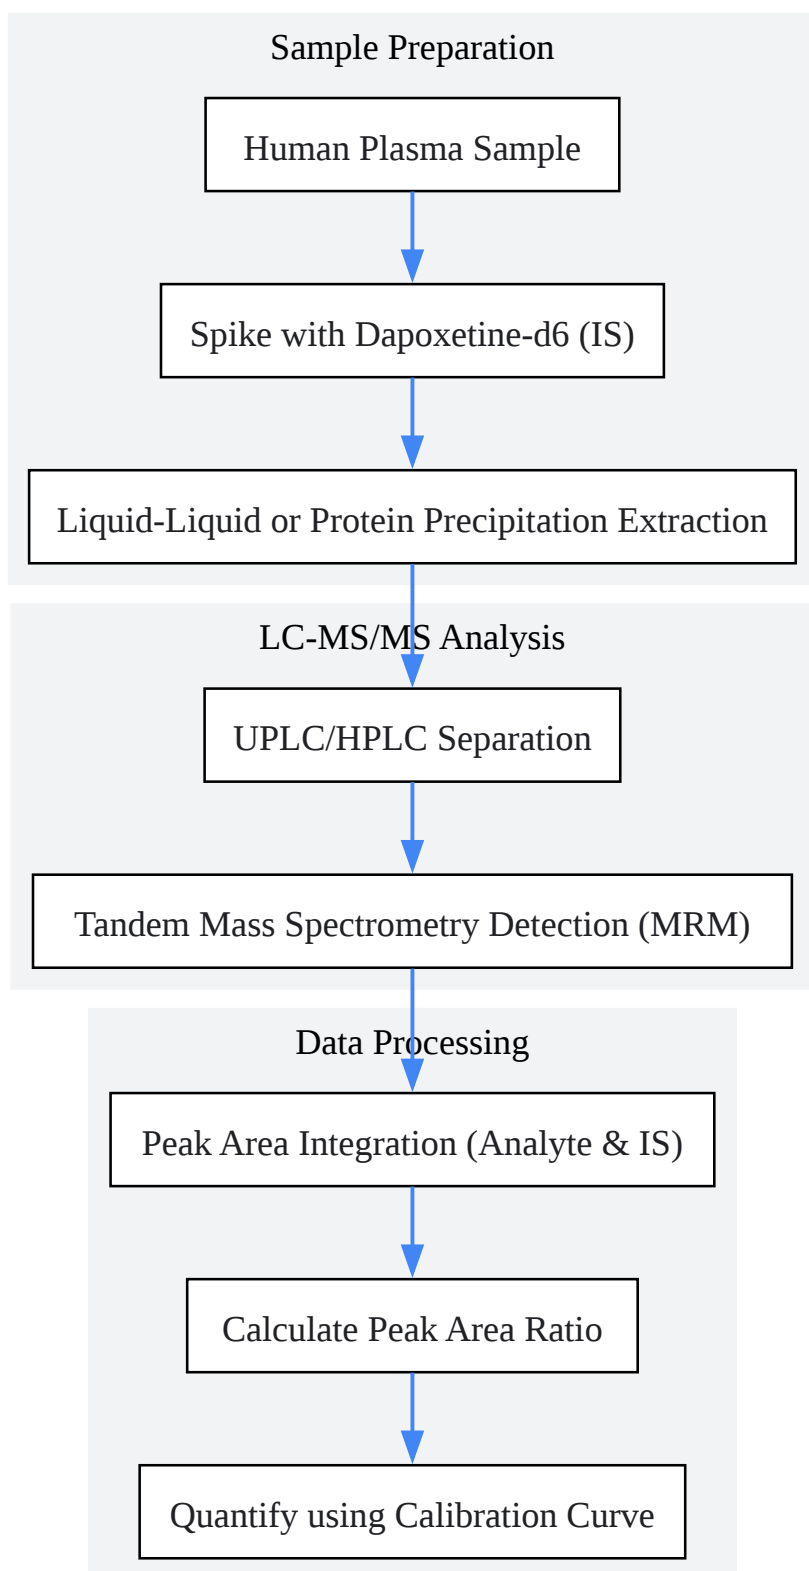 Sample Preparation
Human Plasma Sample
Spike with Dapoxetine-d6 (IS)
Liquid-Liquid or Protein Precipitation Extraction
LC-MS/MS Analysis
UPLC/HPLC Separation
Tandem Mass Spectrometry Detection (MRM)
Data Processing
Peak Area Integration (Analyte & IS)
Calculate Peak Area Ratio
Quantify using Calibration Curve